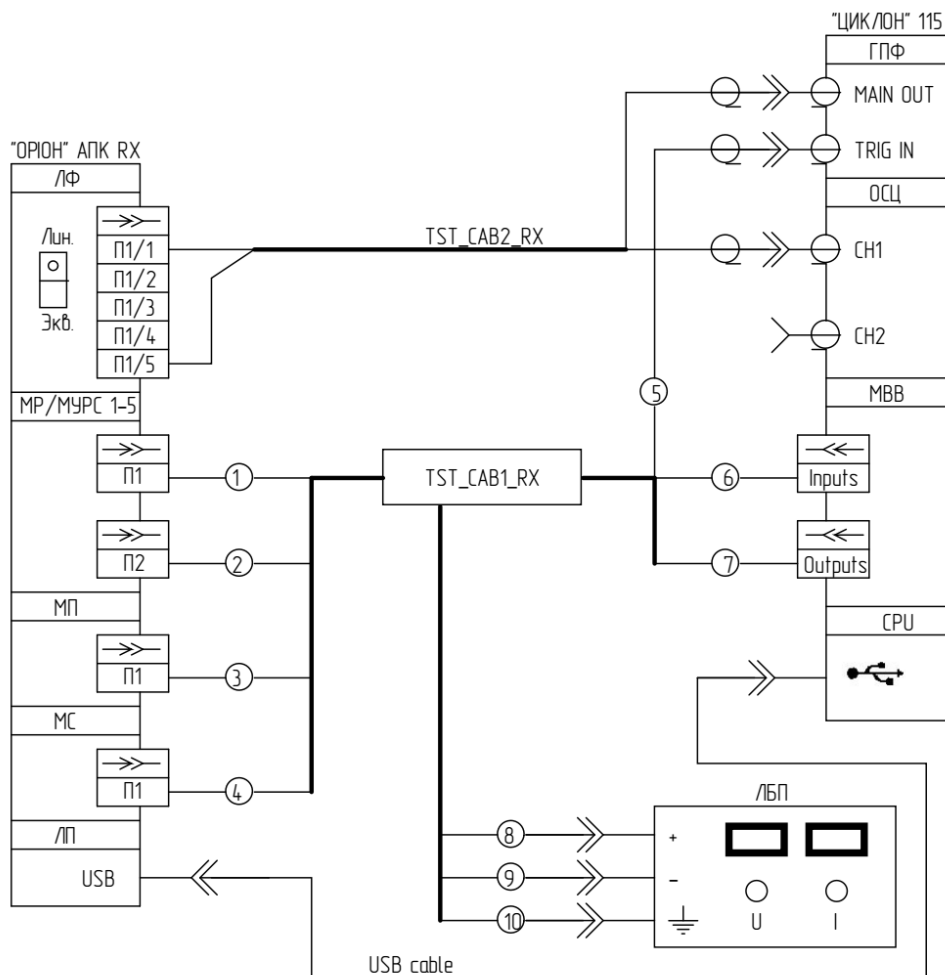 "ЦИКЛОН" 115
ГПФ
MAIN OUT
TRIG IN
ОСЦ
CH1
CH2
МВВ
Inputs
Outputs
CPU
"ОРІОН" АПК RX
ЛФ
Лин.
Экв.
П1/1
П1/2
П1/3
П1/4
П1/5
TST_CAB2_RX
МР/МУРС 1-5
П1
П2
МП
П1
МС
П1
ЛП
USB
1
2
3
4
TST_CAB1_RX
5
6
7
8
9
10
ЛБП
+
−
U
I
USB cable